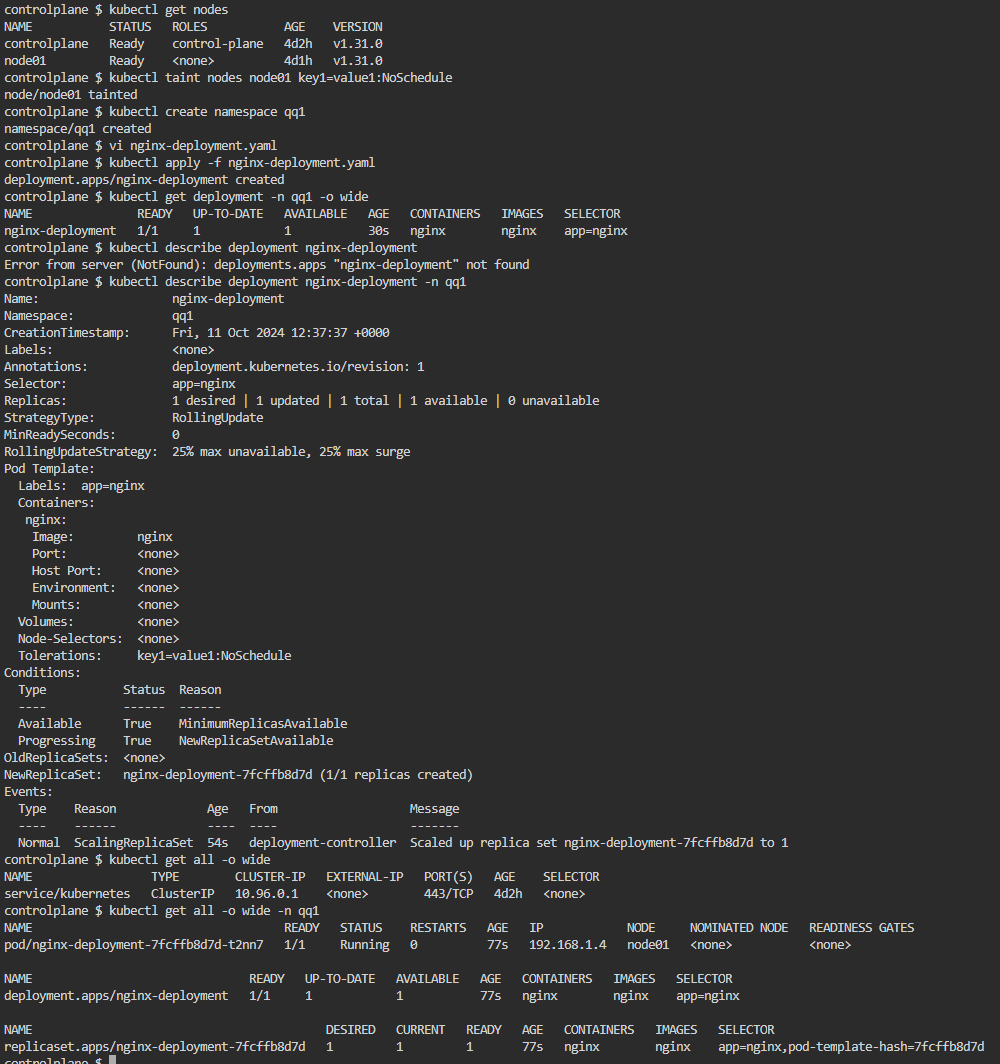 controlplane $ kubectl get nodes
NAME STATUS ROLES AGE VERSION
controlplane Ready control-plane 4d2h v1.31.0
node01 Ready <none> 4d1h v1.31.0
controlplane $ kubectl taint nodes node01 key1=value1:NoSchedule
node/node01 tainted
controlplane $ kubectl create namespace qq1
namespace/qq1 created
controlplane $ vi nginx-deployment.yaml
controlplane $ kubectl apply -f nginx-deployment.yaml
deployment.apps/nginx-deployment created
controlplane $ kubectl get deployment -n qq1 -o wide
NAME READY UP-TO-DATE AVAILABLE AGE CONTAINERS IMAGES SELECTOR
nginx-deployment 1/1 1 1 30s nginx nginx app=nginx
controlplane $ kubectl describe deployment nginx-deployment
Error from server (NotFound): deployments.apps "nginx-deployment" not found
controlplane $ kubectl describe deployment nginx-deployment -n qq1
Name: nginx-deployment
Namespace: qq1
CreationTimestamp: Fri, 11 Oct 2024 12:37:37 +0000
Labels: <none>
Annotations: deployment.kubernetes.io/revision: 1
Selector: app=nginx
Replicas: 1 desired | 1 updated | 1 total | 1 available | 0 unavailable
StrategyType: RollingUpdate
MinReadySeconds: 0
RollingUpdateStrategy: 25% max unavailable, 25% max surge
Pod Template:
Labels: app=nginx
Containers:
nginx:
Image: nginx
Port: <none>
Host Port: <none>
Environment: <none>
Mounts: <none>
Volumes: <none>
Node-Selectors: <none>
Tolerations: key1=value1:NoSchedule
Conditions:
Type Status Reason
---- ------ ------
Available True MinimumReplicasAvailable
Progressing True NewReplicaSetAvailable
OldReplicaSets: <none>
NewReplicaSet: nginx-deployment-7fcffb8d7d (1/1 replicas created)
Events:
Type Reason Age From Message
---- ------ ---- ---- -------
Normal ScalingReplicaSet 54s deployment-controller Scaled up replica set nginx-deployment-7fcffb8d7d to 1
controlplane $ kubectl get all -o wide
NAME TYPE CLUSTER-IP EXTERNAL-IP PORT(S) AGE SELECTOR
service/kubernetes ClusterIP 10.96.0.1 <none> 443/TCP 4d2h <none>
controlplane $ kubectl get all -o wide -n qq1
NAME READY STATUS RESTARTS AGE IP NODE NOMINATED NODE READINESS GATES
pod/nginx-deployment-7fcffb8d7d-t2nn7 1/1 Running 0 77s 192.168.1.4 node01 <none> <none>
NAME READY UP-TO-DATE AVAILABLE AGE CONTAINERS IMAGES SELECTOR
deployment.apps/nginx-deployment 1/1 1 1 77s nginx nginx app=nginx
NAME DESIRED CURRENT READY AGE CONTAINERS IMAGES SELECTOR
replicaset.apps/nginx-deployment-7fcffb8d7d 1 1 1 77s nginx nginx app=nginx,pod-template-hash=7fcffb8d7d
controlplane $